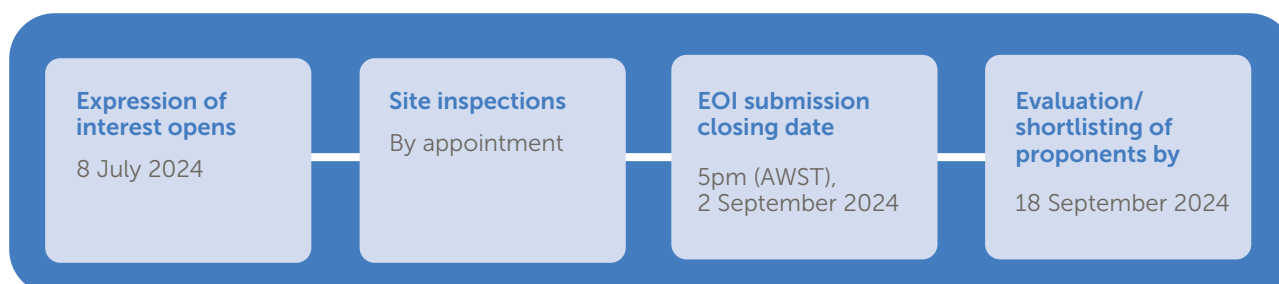 Expression of
interest opens
8 July 2024
Site inspections
By appointment
EOI submission
closing date
5pm (AWST),
2 September 2024
Evaluation/
shortlisting of
proponents by
18 September 2024